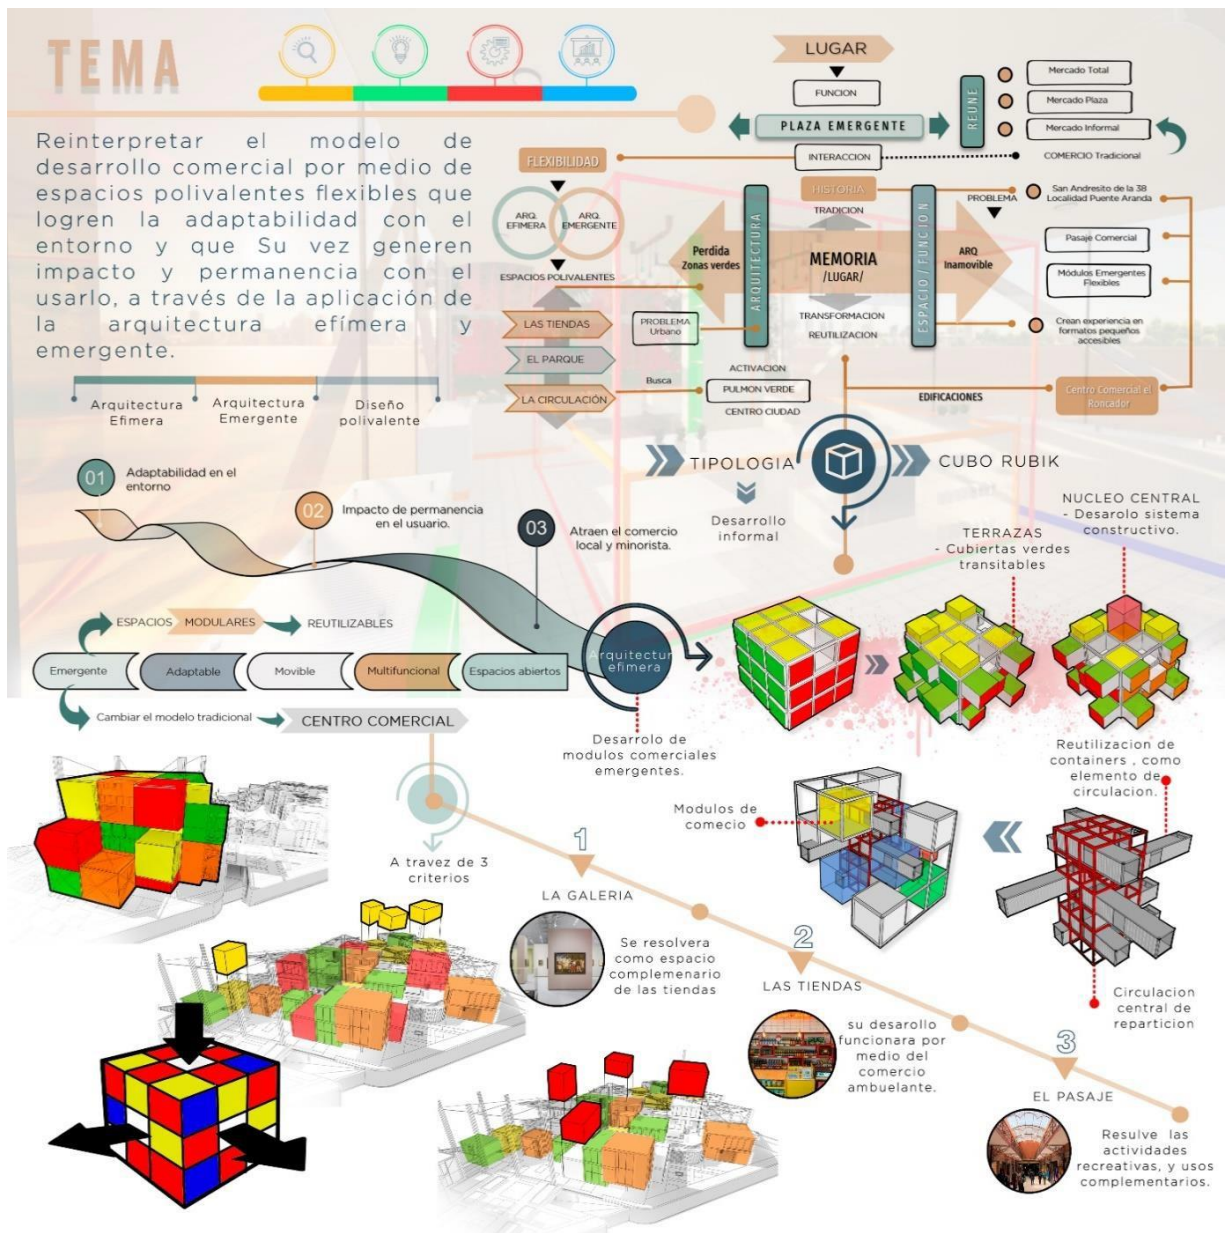 TEMA
Reinterpretar el modelo de
desarrollo comercial por medio de
espacios polivalentes flexibles que
logren la adaptabilidad con el
entorno y que Su vez generen
impacto y permanencia con el
usarlo, a través de la aplicación de
la arquitectura efímera y
emergente.
Arquitectura
Efimera
Arquitectura
Emergente
Diseño
polivalente
LUGAR
FUNCION
PLAZA EMERGENTE
REUNE
Mercado Total
Mercado Plaza
Mercado Informal
INTERACCION
COMERCIO Tradicional
FLEXIBILIDAD
ARQ.
EFIMERA
ARQ.
EMERGENTE
ESPACIOS POLIVALENTES
LAS TIENDAS
EL PARQUE
LA CIRCULACIÓN
HISTORIA
TRADICION
ARQUITECTURA
Perdida
Zonas verdes
MEMORIA
/LUGAR/
ESPACIO/FUNCION
ARQ
Inamovible
TRANSFORMACION
REUTILIZACION
PROBLEMA
Urbano
ACTIVACION
Busca
PULMON VERDE
CENTRO CIUDAD
PROBLEMA
San Andresito de la 38
Localidad Puente Aranda
Pasaje Comercial
Módulos Emergentes
Flexibles
Crean experiencia en
formatos pequeños
accesibles
EDIFICACIONES
Centro Comercial el
Roncador.
01
Adaptabilidad en el
entorno
02
Impacto de permanencia
en el usuario.
03
Atraen el comercio
local y minorista.
TIPOLOGIA
CUBO RUBIK
Desarrollo
informal
NUCLEO CENTRAL
- Desarolo sistema
constructivo.
TERRAZAS
- Cubiertas verdes
transitables
ESPACIOS
MODULARES
REUTILIZABLES
Emergente
Adaptable
Movible
Multifuncional
Espacios abiertos
Arquitectur
efimera
Cambiar el modelo tradicional
CENTRO COMERCIAL
Desarrolo de
modulos comerciales
emergentes.
Reutilizacion de
containers , como
elemento de
circulacion.
Modulos de
comecio
A travez de 3
criterios
1
LA GALERIA
Se resolvera
como espacio
complemenario
de las tiendas
2
LAS TIENDAS
su desarollo
funcionara por
medio del
comercio
ambuelante.
Circulacion
central de
reparticion
3
EL PASAJE
Resulve las
actividades
recreativas, y usos
complementarios.